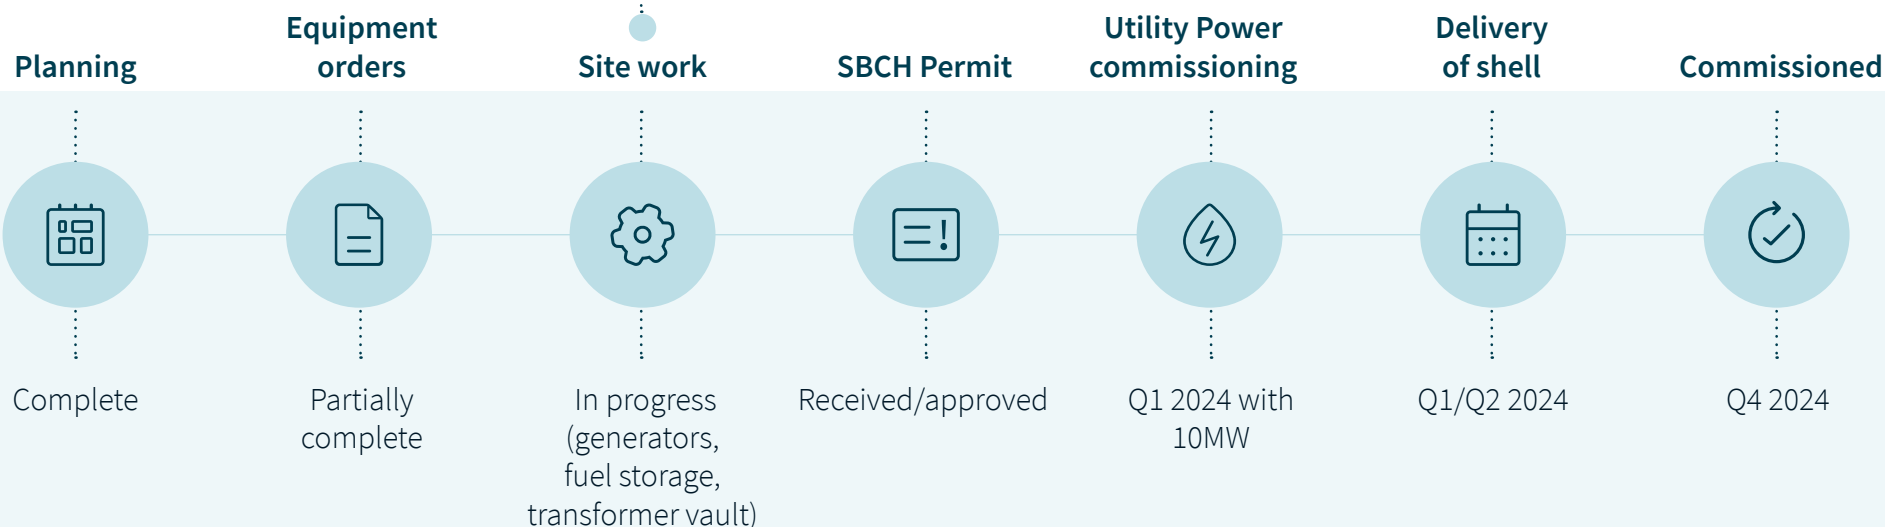 Planning
Equipment
orders
Site work
SBCH Permit
Utility Power
commissioning
Delivery
of shell
Commissioned
Complete
Partially
complete
In progress
(generators,
fuel storage,
transformer vault)
Received/approved
Q1 2024 with
10MW
Q1/Q2 2024
Q4 2024